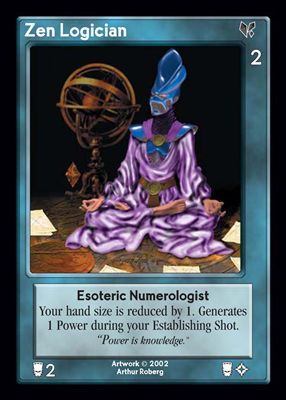 Zen Logician
2
Esoteric Numerologist
Your hand size is reduced by 1. Generates
1 Power during your Establishing Shot.
"Power is knowledge."
Artwork © 2002
Arthur Roberg
2